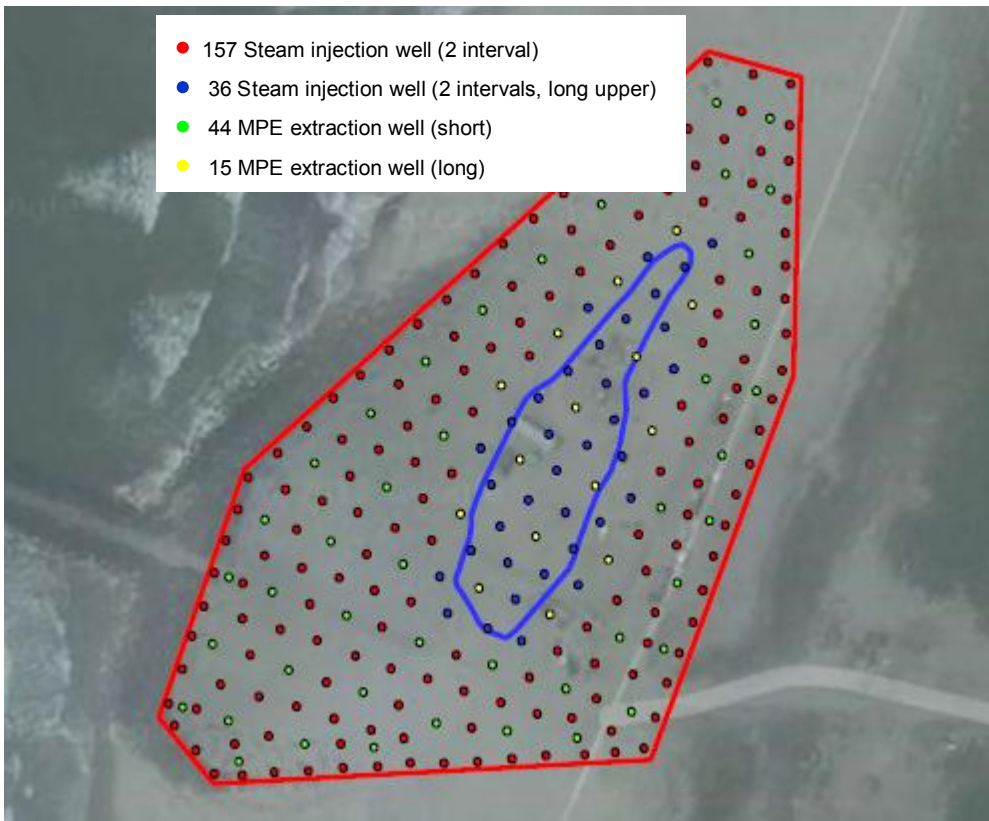 157 Steam injection well (2 interval)
36 Steam injection well (2 intervals, long upper)
44 MPE extraction well (short)
15 MPE extraction well (long)